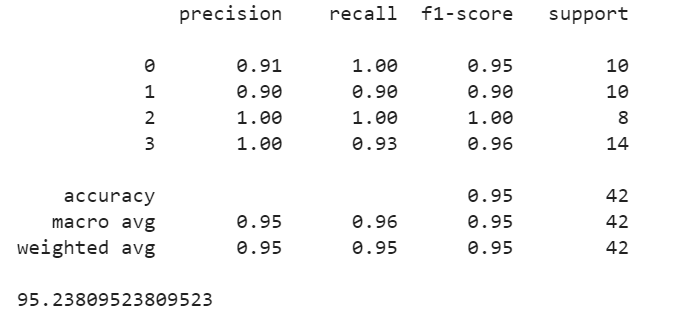 precision recall f1-score support
0 0.91 1.00 0.95 10
1 0.90 0.90 0.90 10
2 1.00 1.00 1.00 8
3 1.00 0.93 0.96 14
accuracy 0.95 42
macro avg 0.95 0.96 0.95 42
weighted avg 0.95 0.95 0.95 42
95.23809523809523